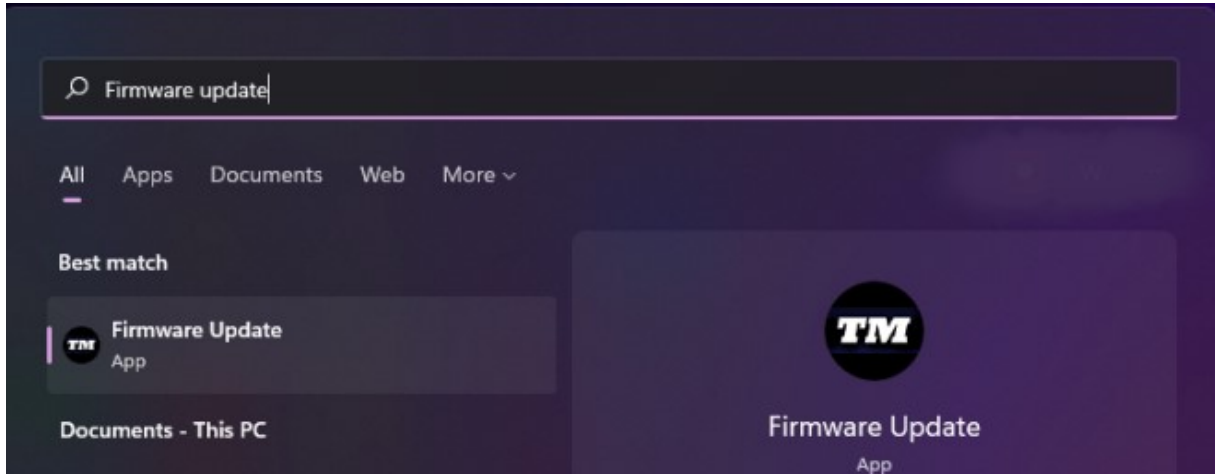 Firmware update
All Apps Documents Web More
Best match
TM
Firmware Update
App
Documents - This PC
TM
Firmware Update
App